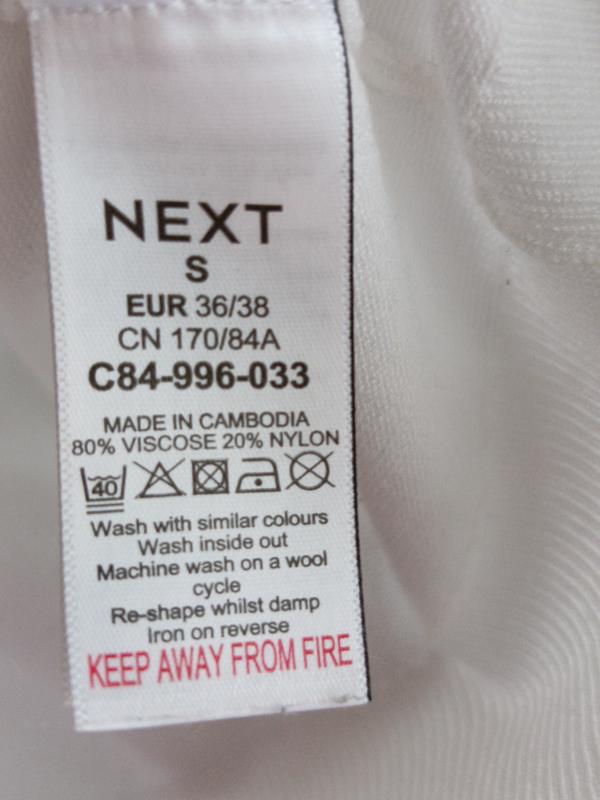 NEXT
S
EUR 36/38
CN 170/84A
C84-996-033
MADE IN CAMBODIA
80% VISCOSE 20% NYLON
40
Wash with similar colours
Wash inside out
Machine wash on a wool
cycle
Re-shape whilst damp
Iron on reverse
KEEP AWAY FROM FIRE